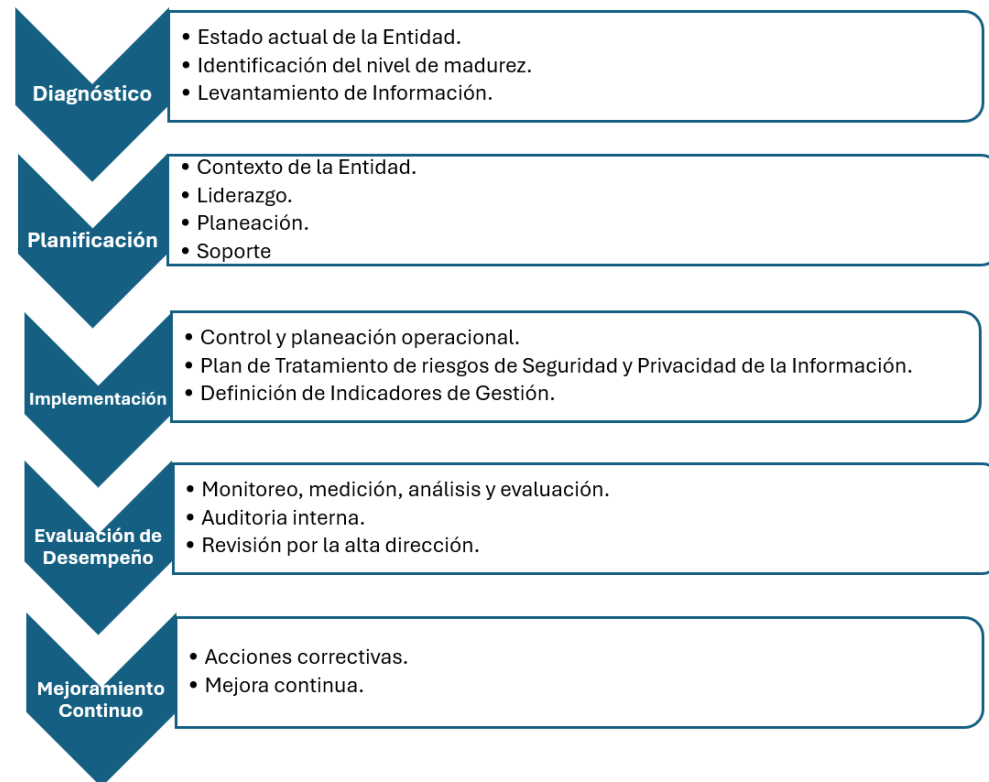 Diagnóstico
• Estado actual de la Entidad.
• Identificación del nivel de madurez.
• Levantamiento de Información.
Planificación
• Contexto de la Entidad.
• Liderazgo.
• Planeación.
• Soporte
Implementación
• Control y planeación operacional.
• Plan de Tratamiento de riesgos de Seguridad y Privacidad de la Información.
• Definición de Indicadores de Gestión.
Evaluación de
Desempeño
• Monitoreo, medición, análisis y evaluación.
• Auditoria interna.
• Revisión por la alta dirección.
Mejoramiento
Continuo
• Acciones correctivas.
• Mejora continua.